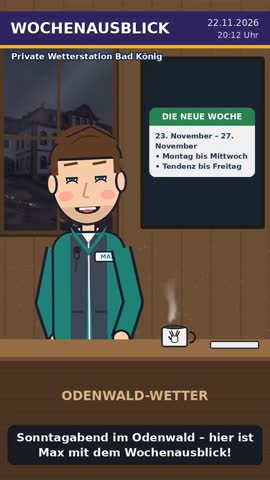 WOCHENAUSBLICK
22.11.2026
20:12 Uhr
Private Wetterstation Bad König
DIE NEUE WOCHE
23. November – 27.
November
• Montag bis Mittwoch
• Tendenz bis Freitag
MA
ODENWALD-WETTER
Sonntagabend im Odenwald – hier ist
Max mit dem Wochenausblick!